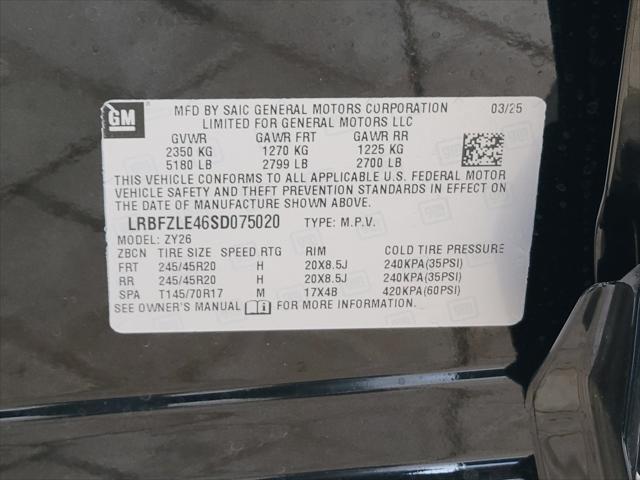 GM
MFD BY SAIC GENERAL MOTORS CORPORATION 03/25
LIMITED FOR GENERAL MOTORS LLC
GVWR GAWR FRT GAWR RR
2350 KG 1270 KG 1225 KG
5180 LB 2799 LB 2700 LB
THIS VEHICLE CONFORMS TO ALL APPLICABLE U.S. FEDERAL MOTOR
VEHICLE SAFETY AND THEFT PREVENTION STANDARDS IN EFFECT ON
THE DATE OF MANUFACTURE SHOWN ABOVE.
LRBFZLE46SD075020 TYPE: M.P.V.
MODEL: ZY26
ZBCN TIRE SIZE SPEED RTG RIM COLD TIRE PRESSURE
FRT 245/45R20 H 20X8.5J 240KPA(35PSI)
RR 245/45R20 H 20X8.5J 240KPA(35PSI)
SPA T145/70R17 M 17X4B 420KPA(60PSI)
SEE OWNER'S MANUAL FOR MORE INFORMATION